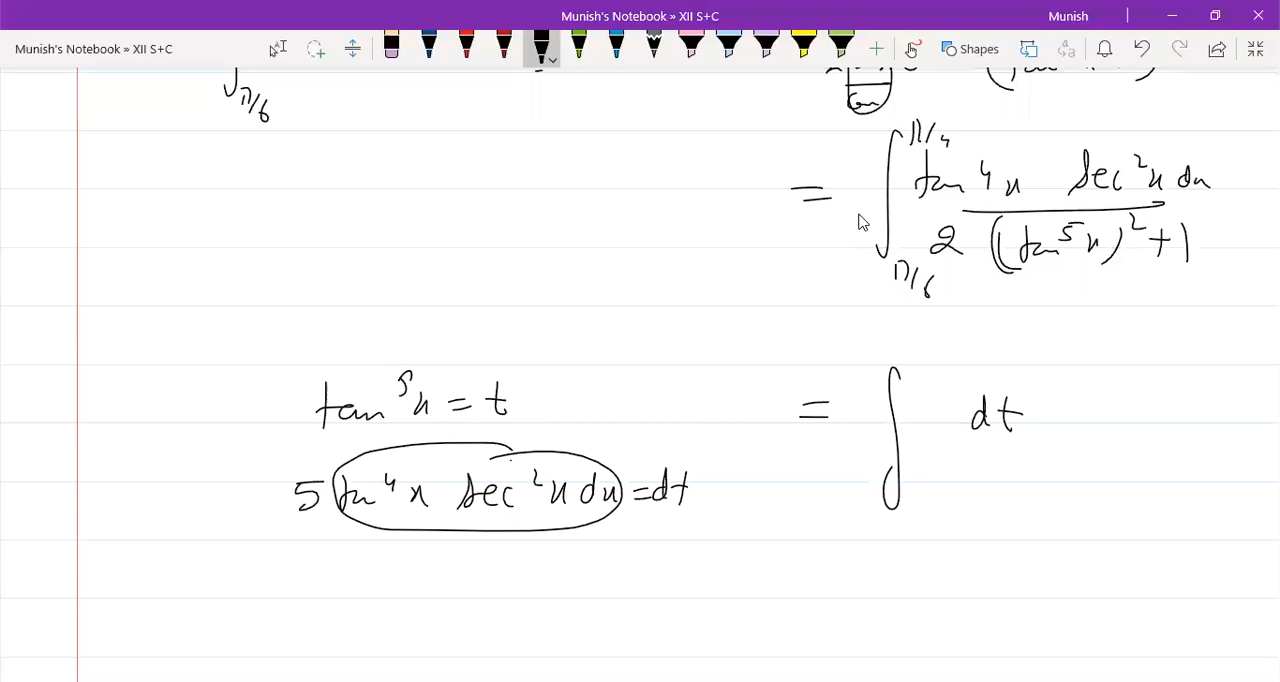 Munish's Notebook » XII S+C
Munish
Munish's Notebook » XII S+C
Shapes
∫π/6
= ∫π/6^π/4 tan⁴x sec²x dx / 2 ((tan⁵x)² + 1
tan⁵x = t
= ∫ dt
5 tan⁴x sec²x dx = dt